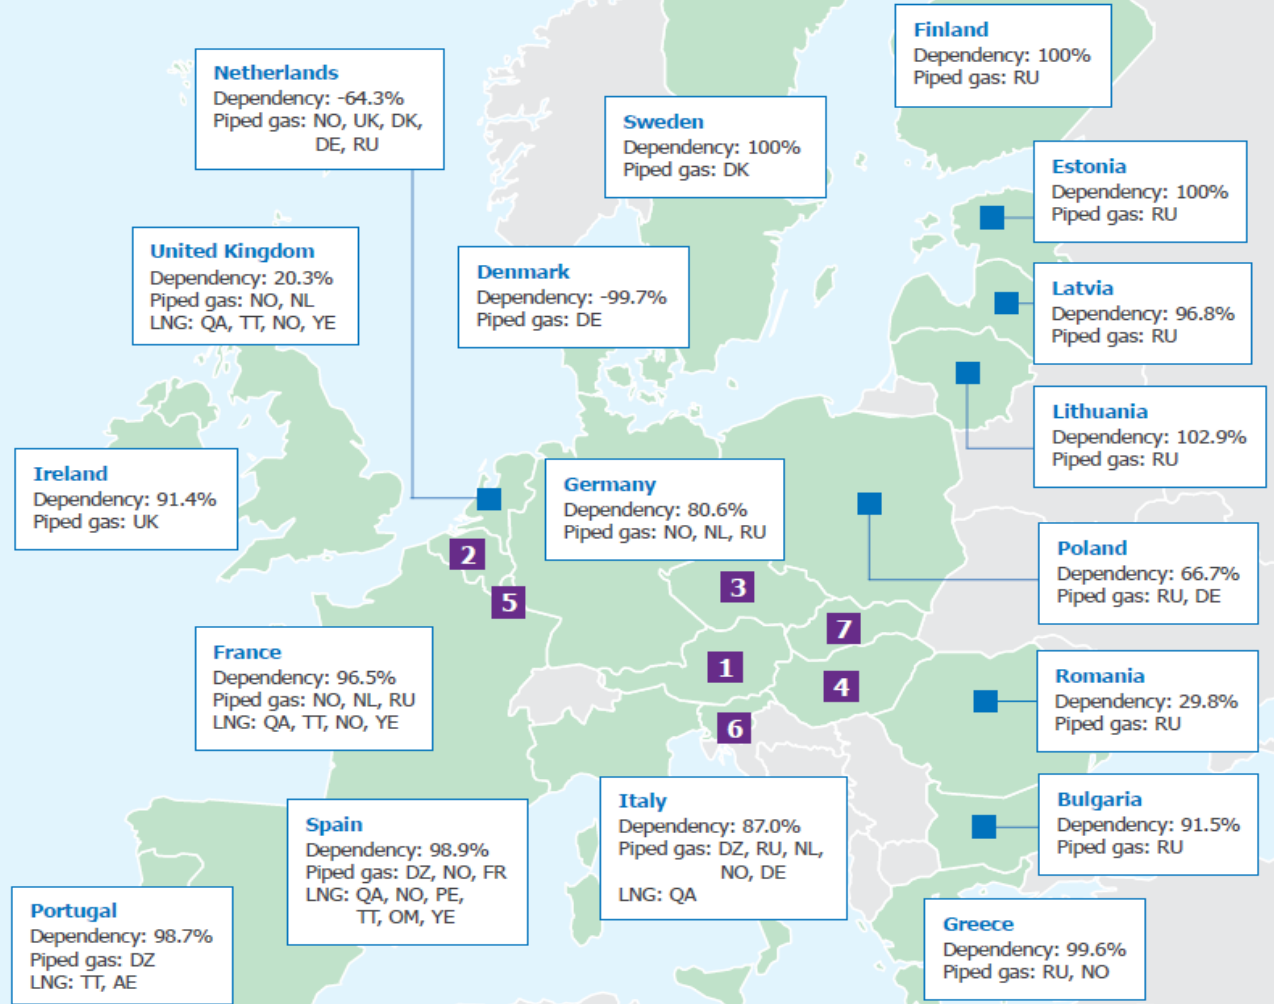 Finland
Dependency: 100%
Piped gas: RU
Netherlands
Dependency: -64.3%
Piped gas: NO, UK, DK,
DE, RU
Sweden
Dependency: 100%
Piped gas: DK
Estonia
Dependency: 100%
Piped gas: RU
United Kingdom
Dependency: 20.3%
Piped gas: NO, NL
LNG: QA, TT, NO, YE
Denmark
Dependency: -99.7%
Piped gas: DE
Latvia
Dependency: 96.8%
Piped gas: RU
Lithuania
Dependency: 102.9%
Piped gas: RU
Ireland
Dependency: 91.4%
Piped gas: UK
Germany
Dependency: 80.6%
Piped gas: NO, NL, RU
Poland
Dependency: 66.7%
Piped gas: RU, DE
2
3
5
7
1
4
6
France
Dependency: 96.5%
Piped gas: NO, NL, RU
LNG: QA, TT, NO, YE
Romania
Dependency: 29.8%
Piped gas: RU
Italy
Dependency: 87.0%
Piped gas: DZ, RU, NL,
NO, DE
LNG: QA
Bulgaria
Dependency: 91.5%
Piped gas: RU
Spain
Dependency: 98.9%
Piped gas: DZ, NO, FR
LNG: QA, NO, PE,
TT, OM, YE
Portugal
Dependency: 98.7%
Piped gas: DZ
LNG: TT, AE
Greece
Dependency: 99.6%
Piped gas: RU, NO